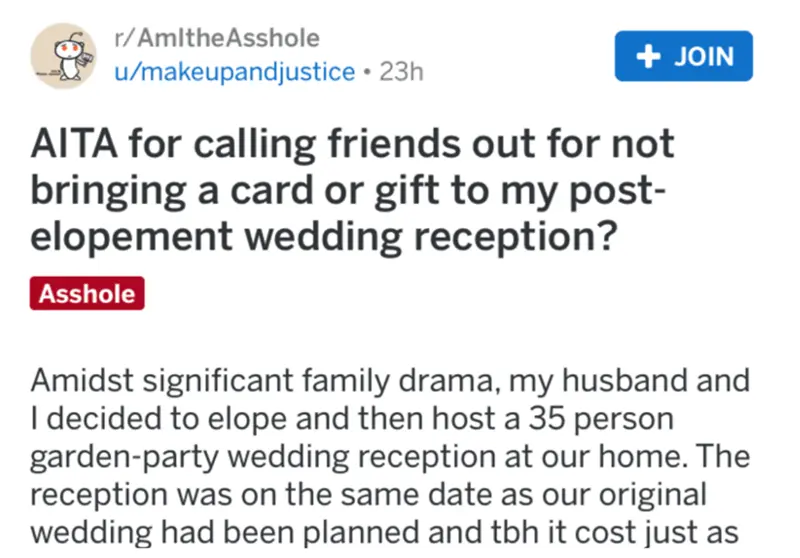 r/AmItheAsshole
u/makeupandjustice • 23h
+ JOIN
AITA for calling friends out for not
bringing a card or gift to my post-
elopement wedding reception?
Asshole
Amidst significant family drama, my husband and
I decided to elope and then host a 35 person
garden-party wedding reception at our home. The
reception was on the same date as our original
wedding had been planned and tbh it cost just as